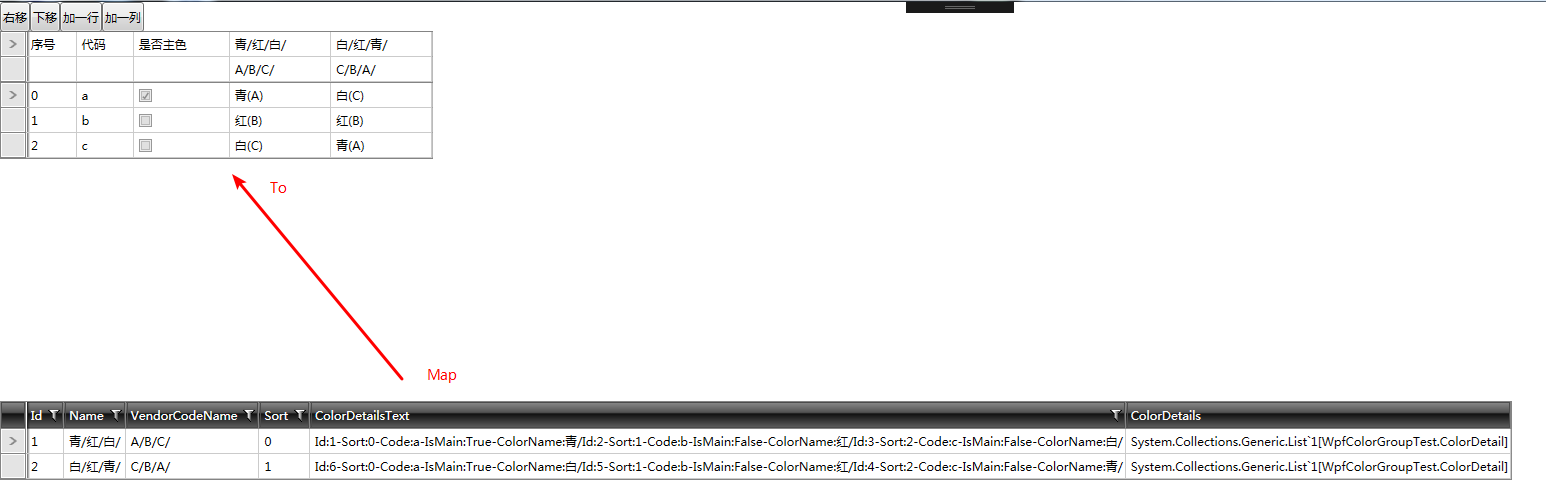 右移 下移 加一行 加一列
序号 代码 是否主色 青/红/白/ 白/红/青/
A/B/C/ C/B/A/
0 a 青(A) 白(C)
1 b 红(B) 红(B)
2 c 白(C) 青(A)
To
Map
Id Name VendorCodeName Sort ColorDetailsText ColorDetails
1 青/红/白/ A/B/C/ 0 Id:1-Sort:0-Code:a-IsMain:True-ColorName:青/Id:2-Sort:1-Code:b-IsMain:False-ColorName:红/Id:3-Sort:2-Code:c-IsMain:False-ColorName:白/ System.Collections.Generic.List`1[WpfColorGroupTest.ColorDetail]
2 白/红/青/ C/B/A/ 1 Id:6-Sort:0-Code:a-IsMain:True-ColorName:白/Id:5-Sort:1-Code:b-IsMain:False-ColorName:红/Id:4-Sort:2-Code:c-IsMain:False-ColorName:青/ System.Collections.Generic.List`1[WpfColorGroupTest.ColorDetail]